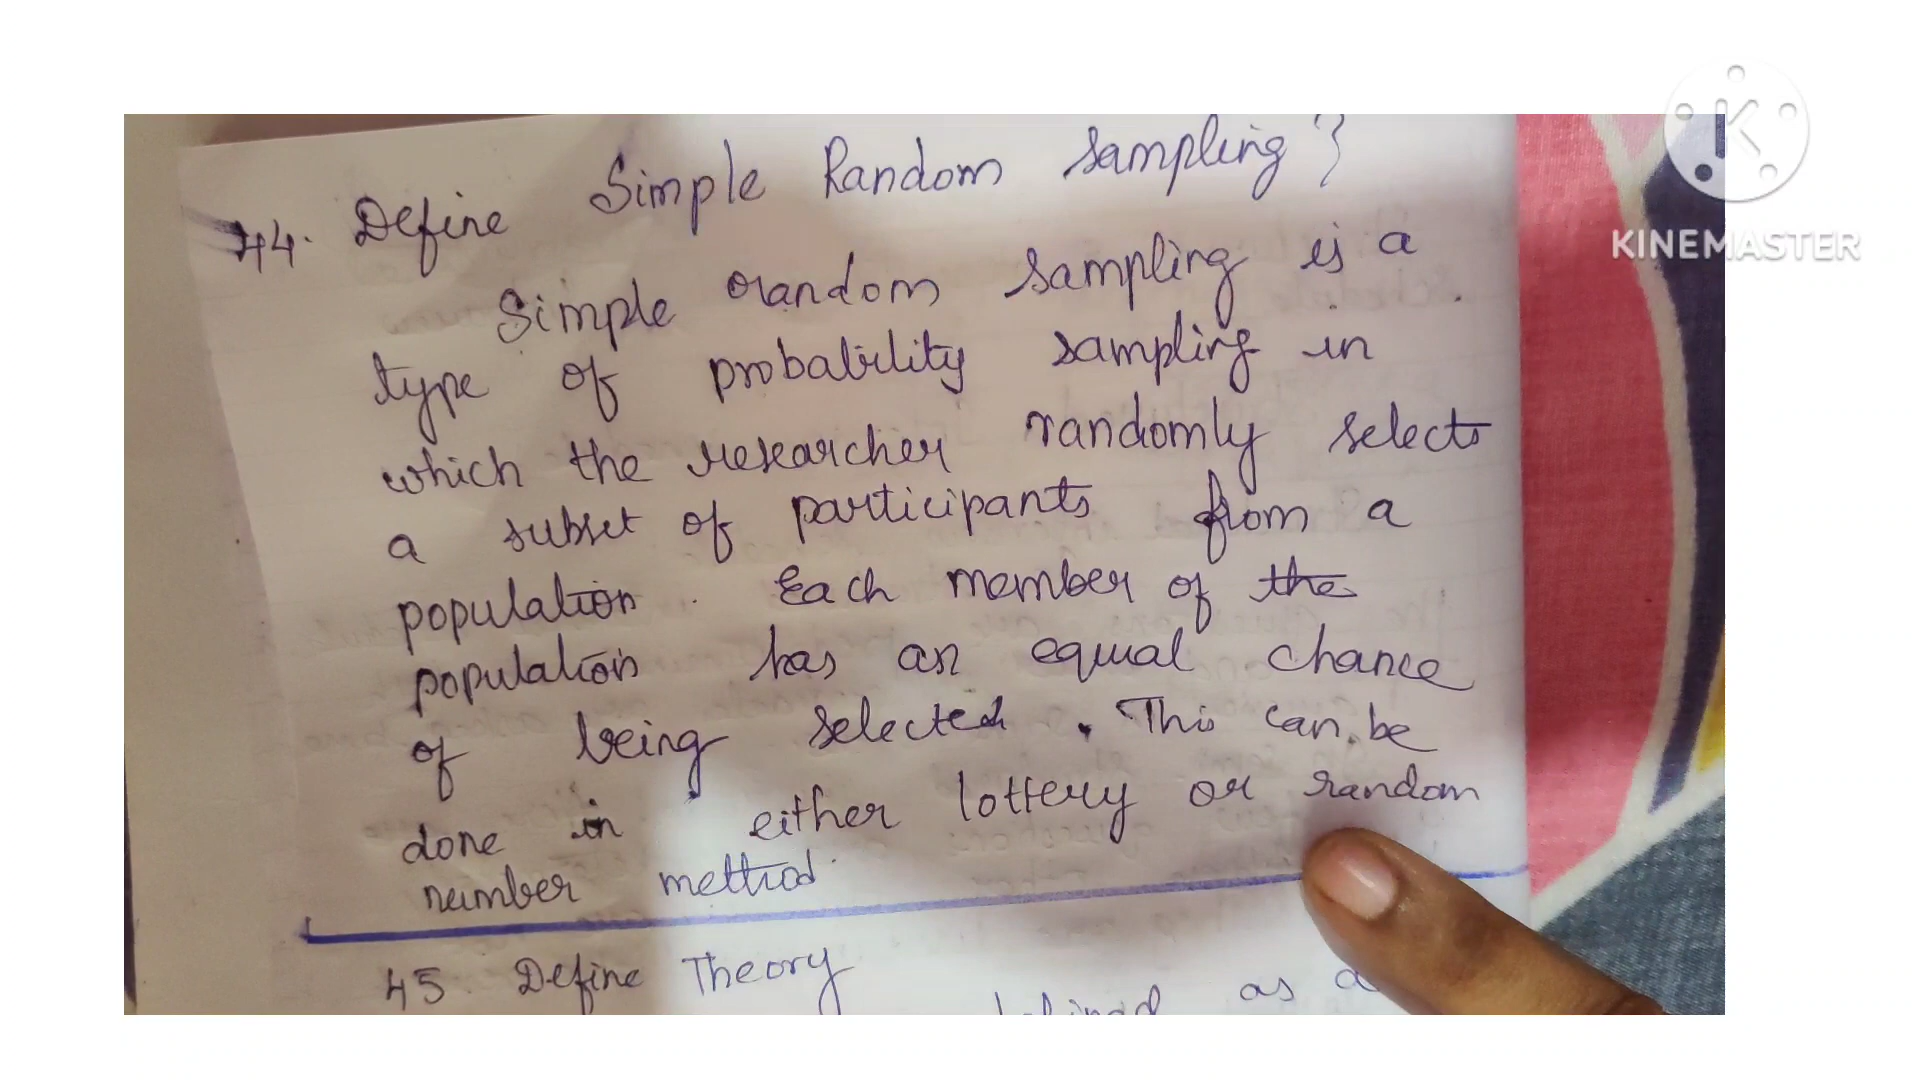 44. Define Simple Random Sampling?
Simple random sampling is a
type of probability sampling in
which the researcher randomly selects
a subset of participants from a
population. Each member of the
population has an equal chance
of being selected. This can be
done in either lottery or random
number method.
45 Define Theory
defined as a
KINEMASTER